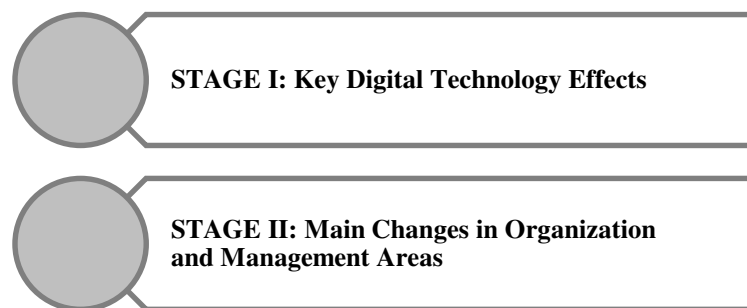 STAGE I: Key Digital Technology Effects
STAGE II: Main Changes in Organization
and Management Areas